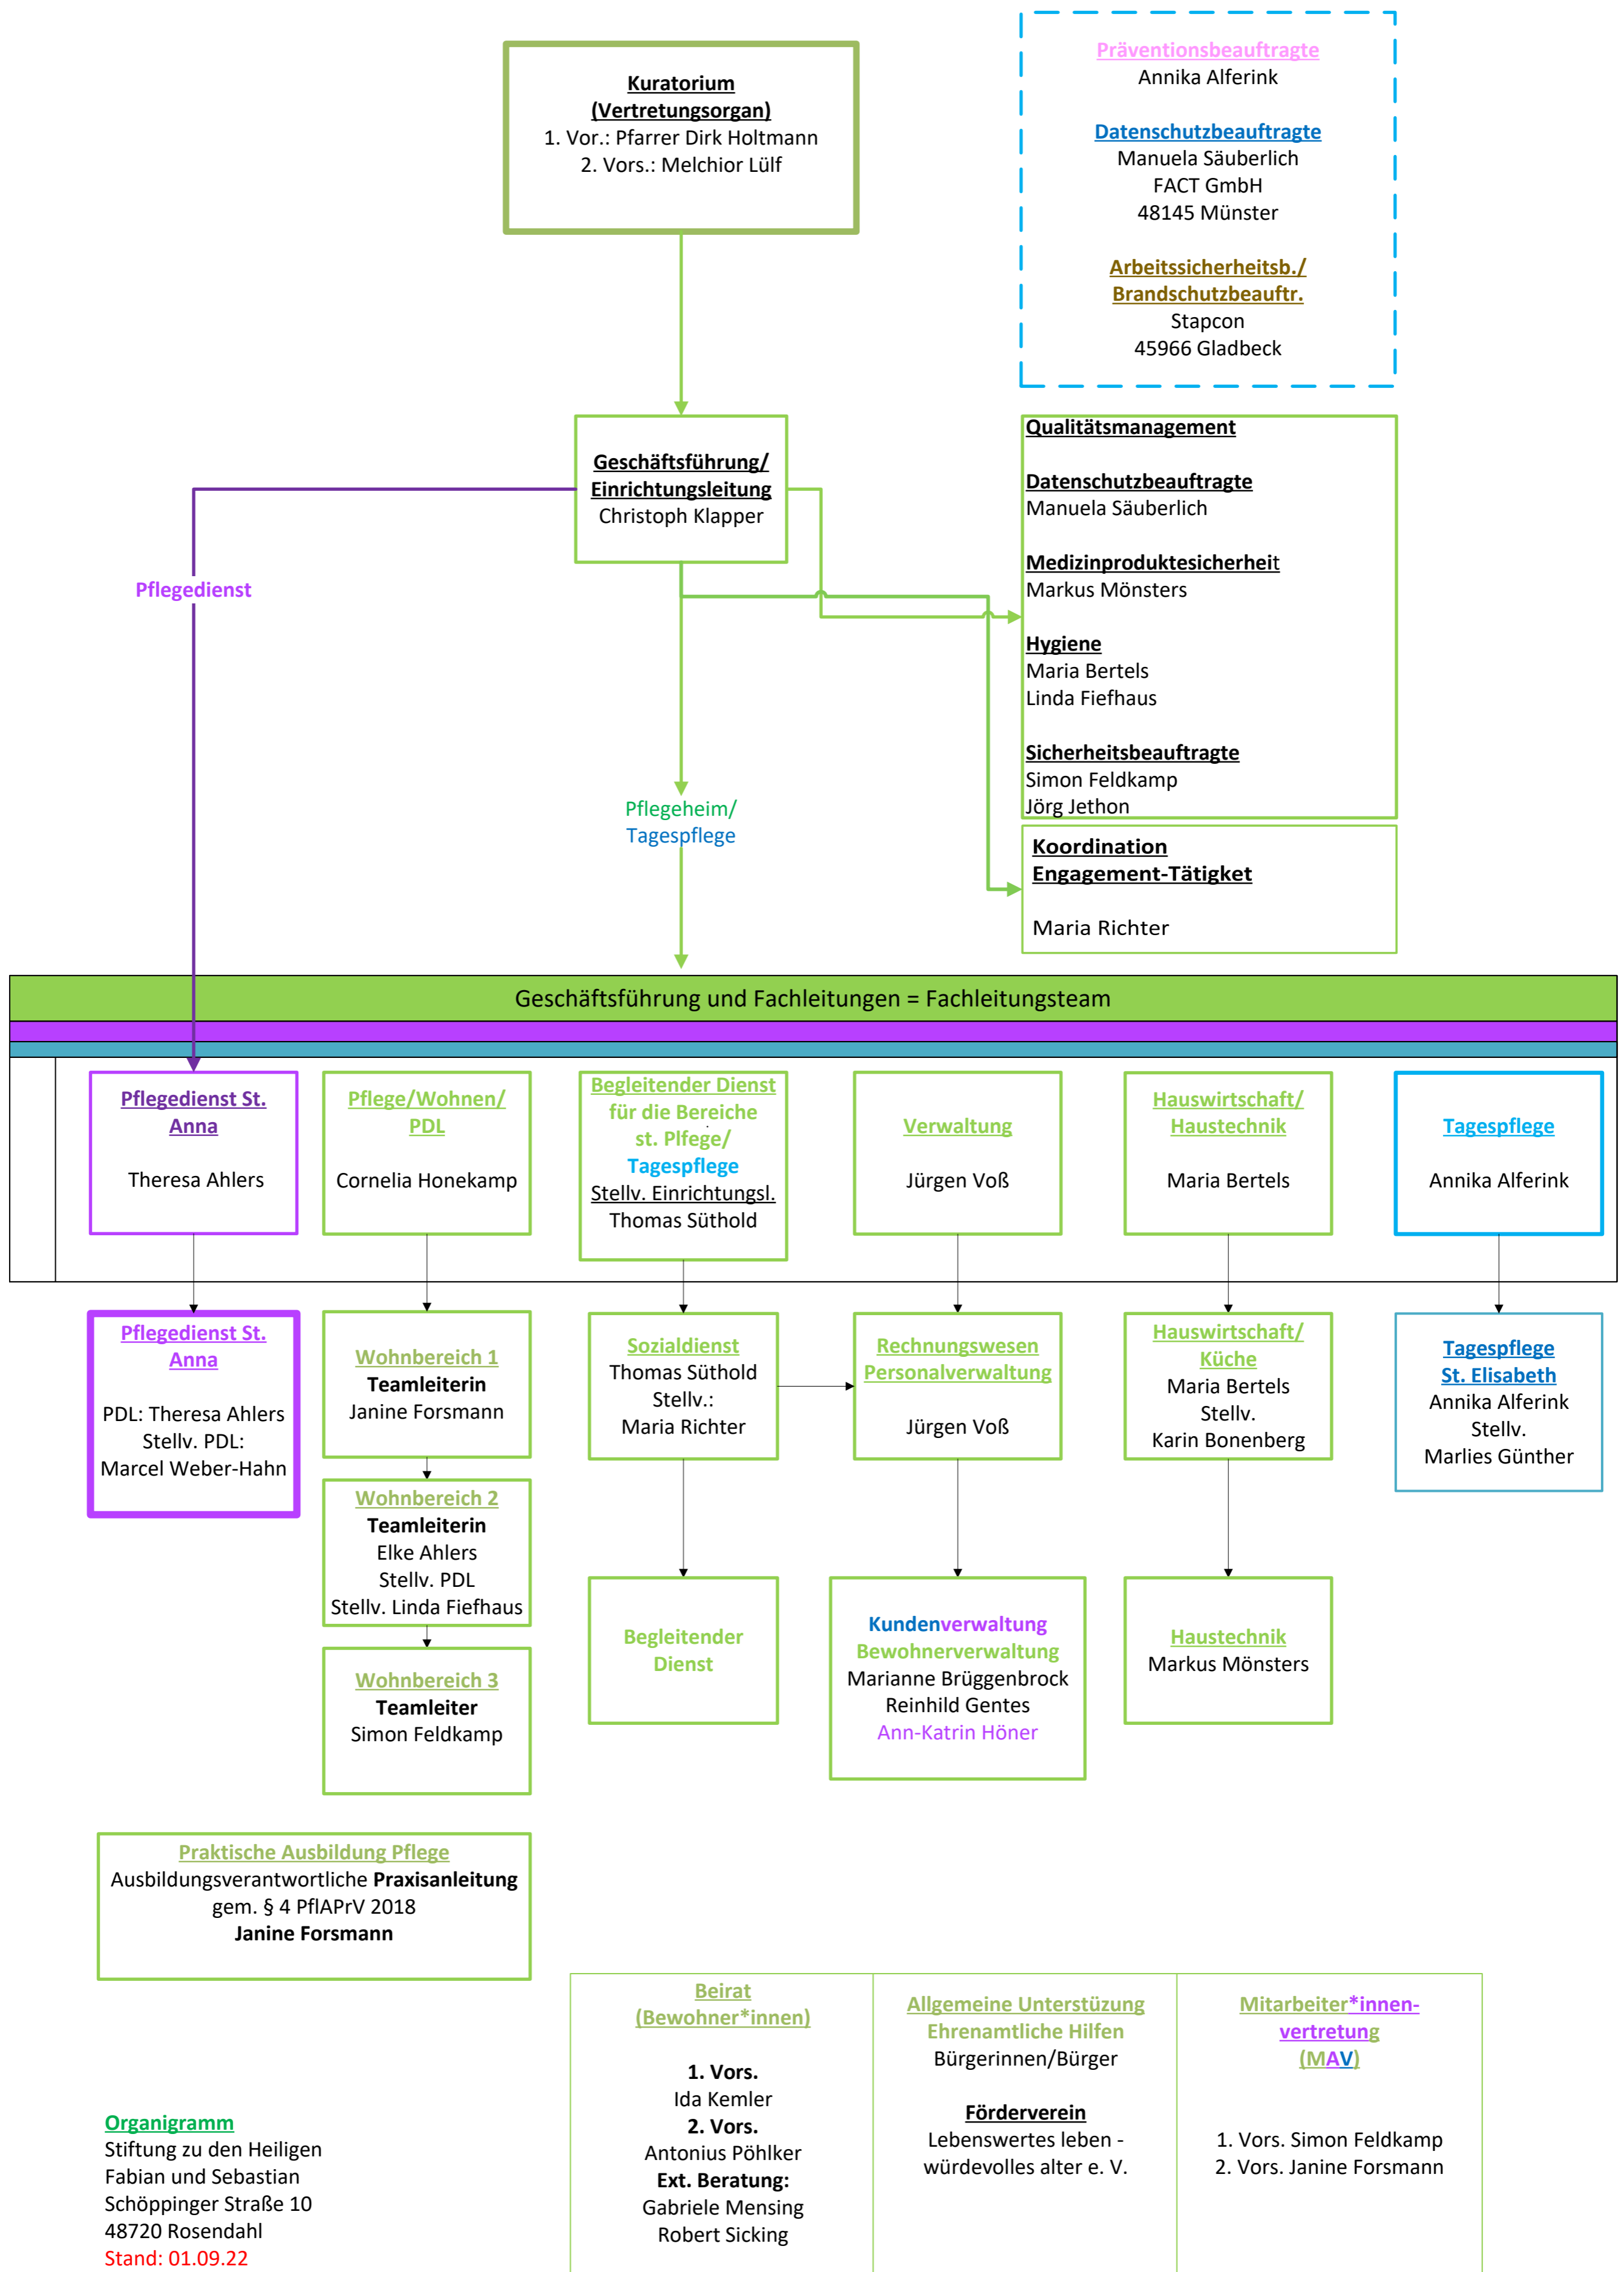 Kuratorium
(Vertretungsorgan)
1. Vor.: Pfarrer Dirk Holtmann
2. Vors.: Melchior Lülf
Präventionsbeauftragte
Annika Alferink
Datenschutzbeauftragte
Manuela Säuberlich
FACT GmbH
48145 Münster
Arbeitssicherheitsb./
Brandschutzbeauftr.
Stapcon
45966 Gladbeck
Geschäftsführung/
Einrichtungsleitung
Christoph Klapper
Qualitätsmanagement
Datenschutzbeauftragte
Manuela Säuberlich
Medizinproduktesicherheit
Markus Mönsters
Hygiene
Maria Bertels
Linda Fiefhaus
Sicherheitsbeauftragte
Simon Feldkamp
Jörg Jethon
Pflegedienst
Pflegeheim/
Tagespflege
Koordination
Engagement-Tätigket
Maria Richter
Geschäftsführung und Fachleitungen = Fachleitungsteam
Pflegedienst St.
Anna
Theresa Ahlers
Pflege/Wohnen/
PDL
Cornelia Honekamp
Begleitender Dienst
für die Bereiche
st. Plfege/
Tagespflege
Stellv. Einrichtungsl.
Thomas Süthold
Verwaltung
Jürgen Voß
Hauswirtschaft/
Haustechnik
Maria Bertels
Tagespflege
Annika Alferink
Pflegedienst St.
Anna
PDL: Theresa Ahlers
Stellv. PDL:
Marcel Weber-Hahn
Wohnbereich 1
Teamleiterin
Janine Forsmann
Sozialdienst
Thomas Süthold
Stellv.:
Maria Richter
Rechnungswesen
Personalverwaltung
Jürgen Voß
Hauswirtschaft/
Küche
Maria Bertels
Stellv.
Karin Bonenberg
Tagespflege
St. Elisabeth
Annika Alferink
Stellv.
Marlies Günther
Wohnbereich 2
Teamleiterin
Elke Ahlers
Stellv. PDL
Stellv. Linda Fiefhaus
Begleitender
Dienst
Kundenverwaltung
Bewohnerverwaltung
Marianne Brüggenbrock
Reinhild Gentes
Ann-Katrin Höner
Haustechnik
Markus Mönsters
Wohnbereich 3
Teamleiter
Simon Feldkamp
Praktische Ausbildung Pflege
Ausbildungsverantwortliche Praxisanleitung
gem. § 4 PflAPrV 2018
Janine Forsmann
Beirat
(Bewohner*innen)
1. Vors.
Ida Kemler
2. Vors.
Antonius Pöhlker
Ext. Beratung:
Gabriele Mensing
Robert Sicking
Allgemeine Unterstüzung
Ehrenamtliche Hilfen
Bürgerinnen/Bürger
Förderverein
Lebenswertes leben -
würdevolles alter e. V.
Mitarbeiter*innen-
vertretung
(MAV)
1. Vors. Simon Feldkamp
2. Vors. Janine Forsmann
Organigramm
Stiftung zu den Heiligen
Fabian und Sebastian
Schöppinger Straße 10
48720 Rosendahl
Stand: 01.09.22